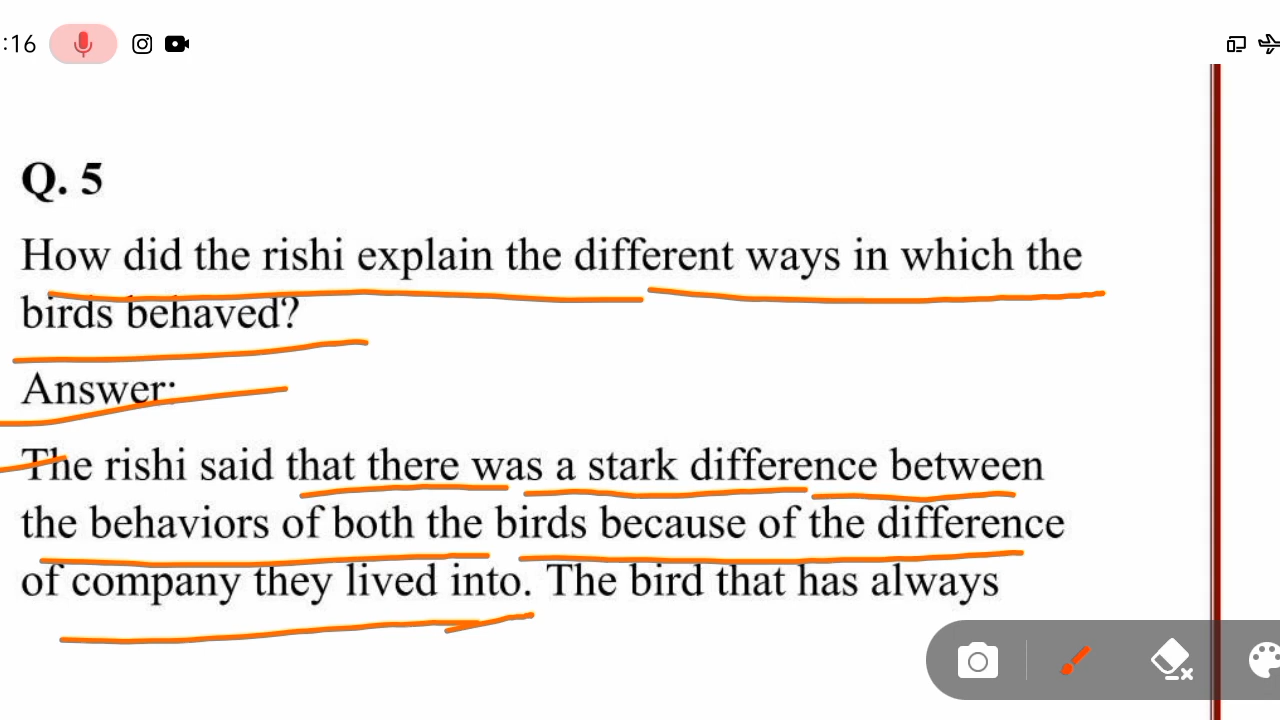 :16
Q. 5
How did the rishi explain the different ways in which the
birds behaved?
Answer:
The rishi said that there was a stark difference between
the behaviors of both the birds because of the difference
of company they lived into. The bird that has always